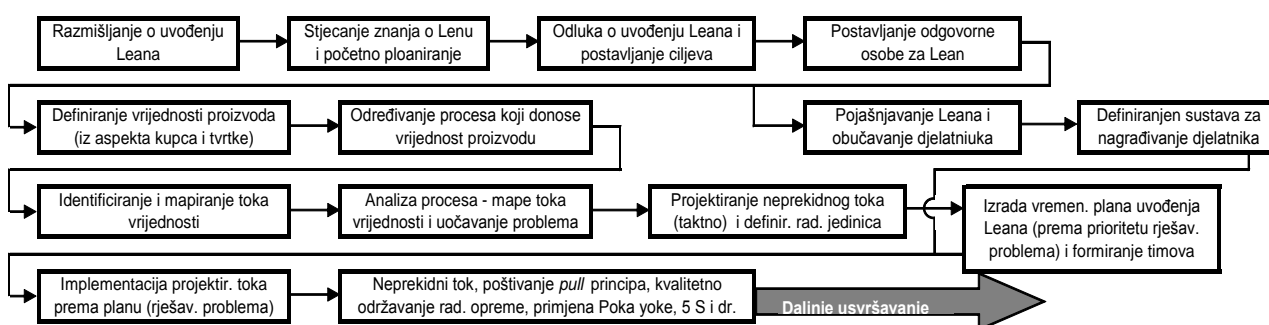 Razmišljanje o uvođenju
Leana
Stjecanje znanja o Lenu
i početno ploaniranje
Odluka o uvođenju Leana i
postavljanje ciljeva
Postavljanje odgovorne
osobe za Lean
Definiranje vrijednosti proizvoda
(iz aspekta kupca i tvrtke)
Određivanje procesa koji donose
vrijednost proizvodu
Pojašnjavanje Leana i
obučavanje djelatniuka
Definiranjen sustava za
nagrađivanje djelatnika
Identificiranje i mapiranje toka
vrijednosti
Analiza procesa - mape toka
vrijednosti i uočavanje problema
Projektiranje neprekidnog toka
(taktno) i definir. rad. jedinica
Izrada vremen. plana uvođenja
Leana (prema prioritetu rješav.
problema) i formiranje timova
Implementacija projektir. toka
prema planu (rješav. problema)
Neprekidni tok, poštivanje pull principa, kvalitetno
održavanje rad. opreme, primjena Poka yoke, 5 S i dr.
Daljnje usvršavanje